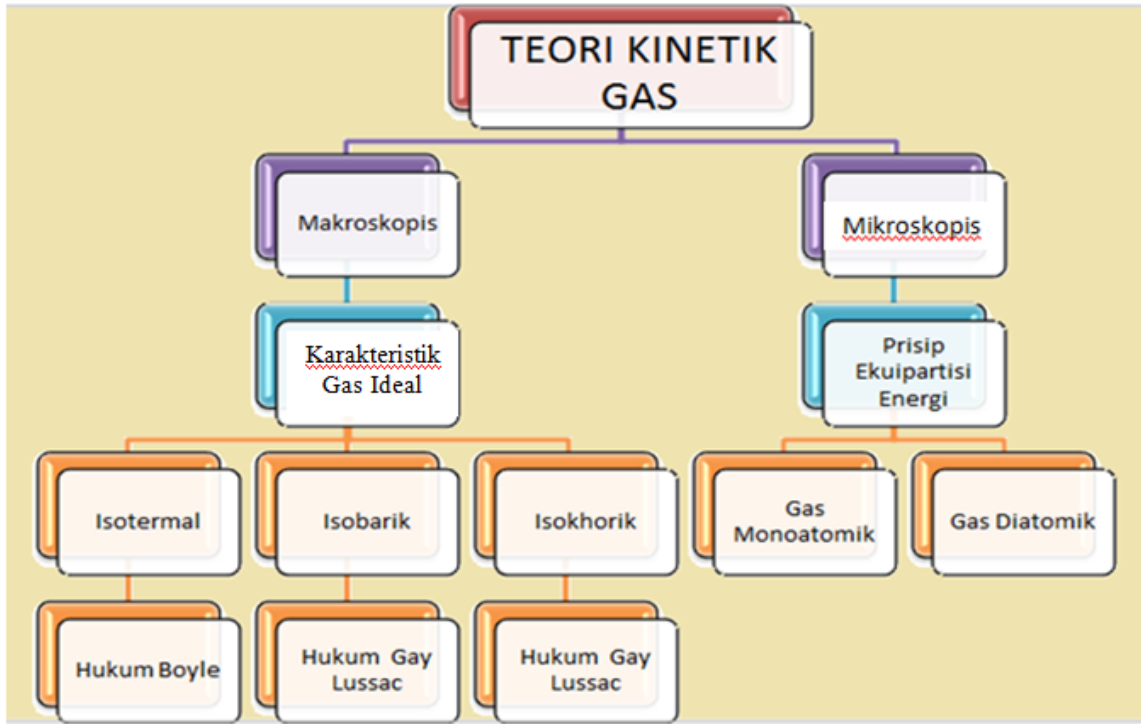 TEORI KINETIK
GAS
Makroskopis
Mikroskopis
Karakteristik
Gas Ideal
Prisip
Ekuipartisi
Energi
Isotermal
Isobarik
Isokhorik
Gas
Monoatomik
Gas Diatomik
Hukum Boyle
Hukum Gay
Lussac
Hukum Gay
Lussac